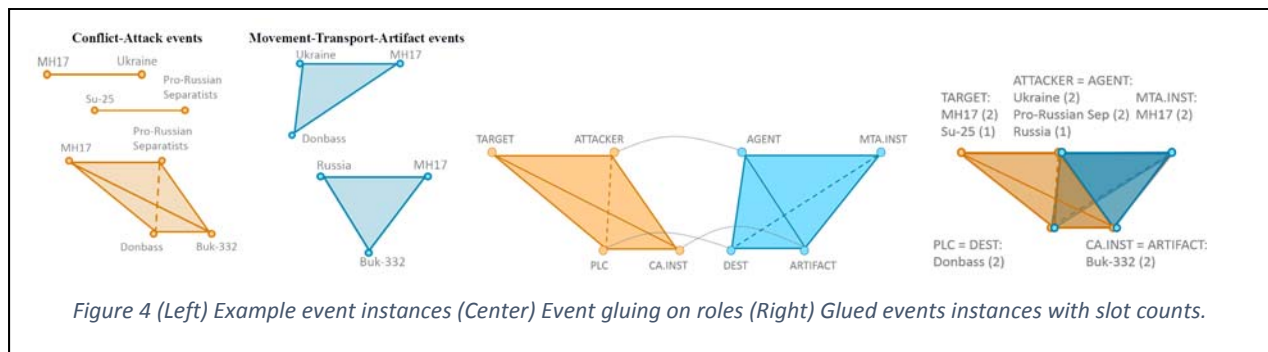 Conflict-Attack events
MH17 Ukraine
Su-25 Pro-Russian
Separatists
MH17 Pro-Russian
Separatists
Donbass Buk-332
Movement-Transport-Artifact events
Ukraine MH17
Donbass
Russia MH17
Buk-332
TARGET ATTACKER AGENT MTA.INST
PLC CA.INST DEST ARTIFACT
ATTACKER = AGENT:
TARGET: Ukraine (2) MTA.INST:
MH17 (2) Pro-Russian Sep (2) MH17 (2)
Su-25 (1) Russia (1)
PLC = DEST: CA.INST = ARTIFACT:
Donbass (2) Buk-332 (2)
Figure 4 (Left) Example event instances (Center) Event gluing on roles (Right) Glued events instances with slot counts.